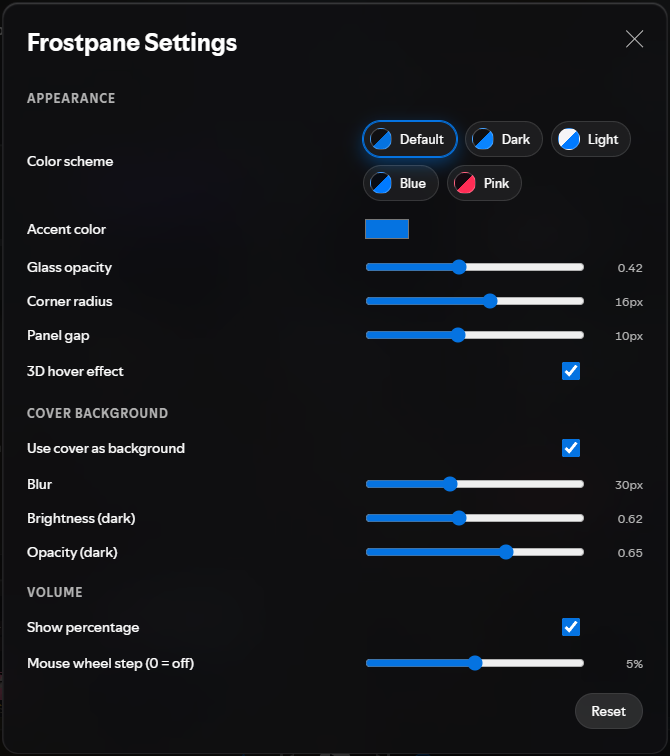 Frostpane Settings
APPEARANCE
Color scheme
Default
Dark
Light
Blue
Pink
Accent color
Glass opacity 0.42
Corner radius 16px
Panel gap 10px
3D hover effect
COVER BACKGROUND
Use cover as background
Blur 30px
Brightness (dark) 0.62
Opacity (dark) 0.65
VOLUME
Show percentage
Mouse wheel step (0 = off) 5%
Reset